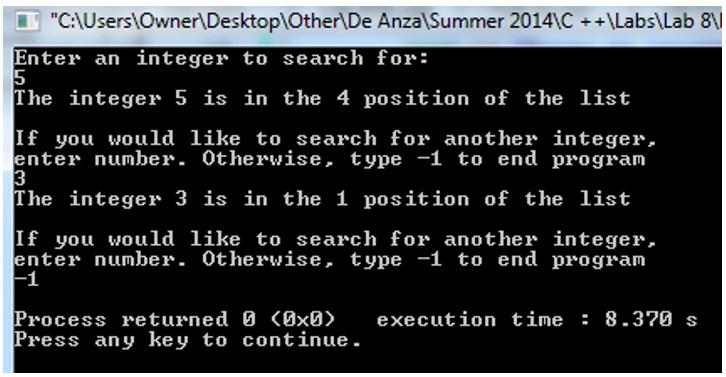 "C:\Users\Owner\Desktop\Other\De Anza\Summer 2014\C ++\Labs\Lab 8\
Enter an integer to search for:
5
The integer 5 is in the 4 position of the list
If you would like to search for another integer,
enter number. Otherwise, type -1 to end program
3
The integer 3 is in the 1 position of the list
If you would like to search for another integer,
enter number. Otherwise, type -1 to end program
-1
Process returned 0 (0x0)   execution time : 8.370 s
Press any key to continue.